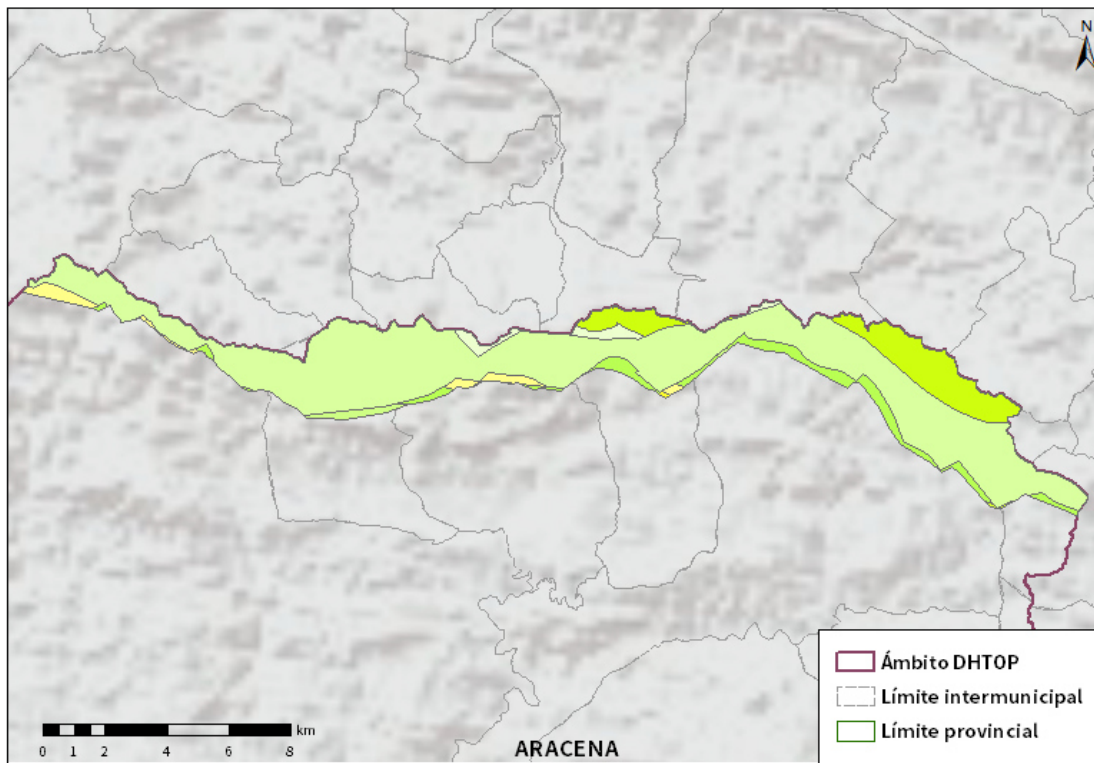 N
Ámbito DHTOP
Límite intermunicipal
Límite provincial
km
0 1 2 4 6 8
ARACENA